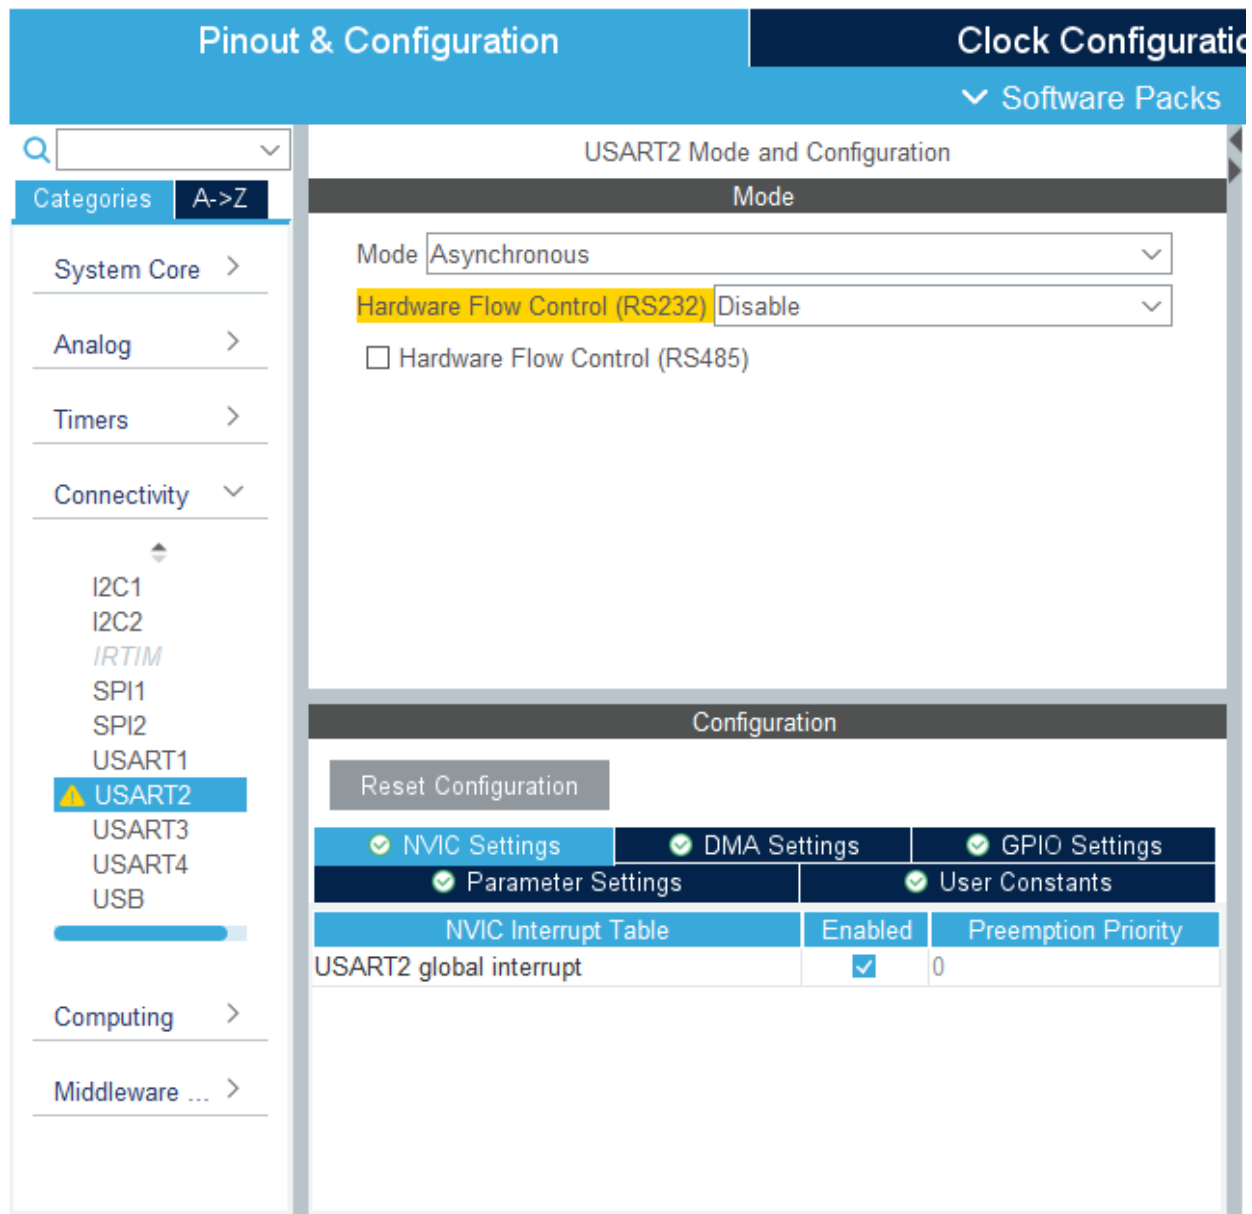 Pinout & Configuration
Clock Configuratio
Software Packs
USART2 Mode and Configuration
Categories
A->Z
Mode
System Core
Analog
Timers
Connectivity
I2C1
I2C2
IRTIM
SPI1
SPI2
USART1
USART2
USART3
USART4
USB
Computing
Middleware ...
Mode Asynchronous
Hardware Flow Control (RS232) Disable
Hardware Flow Control (RS485)
Configuration
Reset Configuration
NVIC Settings
DMA Settings
GPIO Settings
Parameter Settings
User Constants
NVIC Interrupt Table
Enabled
Preemption Priority
USART2 global interrupt
0